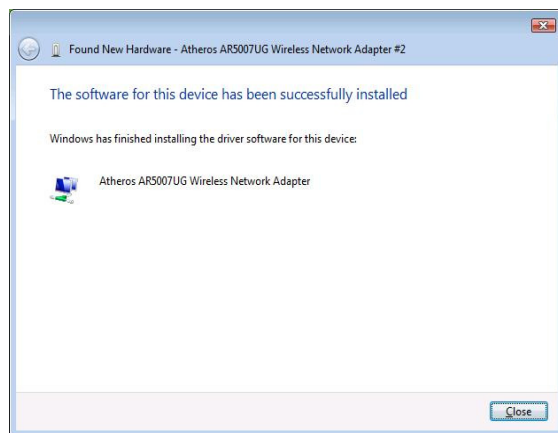 Found New Hardware - Atheros AR5007UG Wireless Network Adapter #2
The software for this device has been successfully installed
Windows has finished installing the driver software for this device:
Atheros AR5007UG Wireless Network Adapter
Close